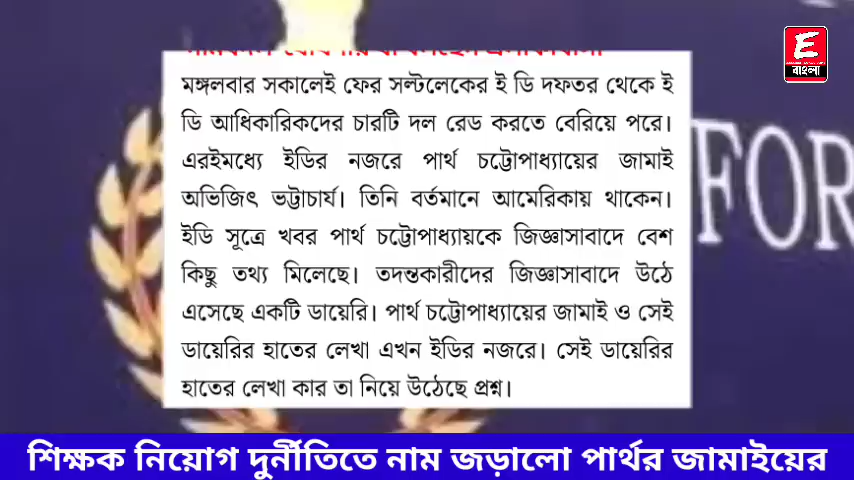 E
বাংলা
মঙ্গলবার সকালেই ফের সল্টলেকের ই ডি দফতর থেকে ই
ডি আধিকারিকদের চারটি দল রেড করতে বেরিয়ে পরে।
এরইমধ্যে ইডির নজরে পার্থ চট্টোপাধ্যায়ের জামাই
অভিজিৎ ভট্টাচার্য। তিনি বর্তমানে আমেরিকায় থাকেন।
ইডি সূত্রে খবর পার্থ চট্টোপাধ্যায়কে জিজ্ঞাসাবাদে বেশ
কিছু তথ্য মিলেছে। তদন্তকারীদের জিজ্ঞাসাবাদে উঠে
এসেছে একটি ডায়েরি। পার্থ চট্টোপাধ্যায়ের জামাই ও সেই
ডায়েরির হাতের লেখা এখন ইডির নজরে। সেই ডায়েরির
হাতের লেখা কার তা নিয়ে উঠেছে প্রশ্ন।
FOR
শিক্ষক নিয়োগ দুর্নীতিতে নাম জড়ালো পার্থর জামাইয়ের